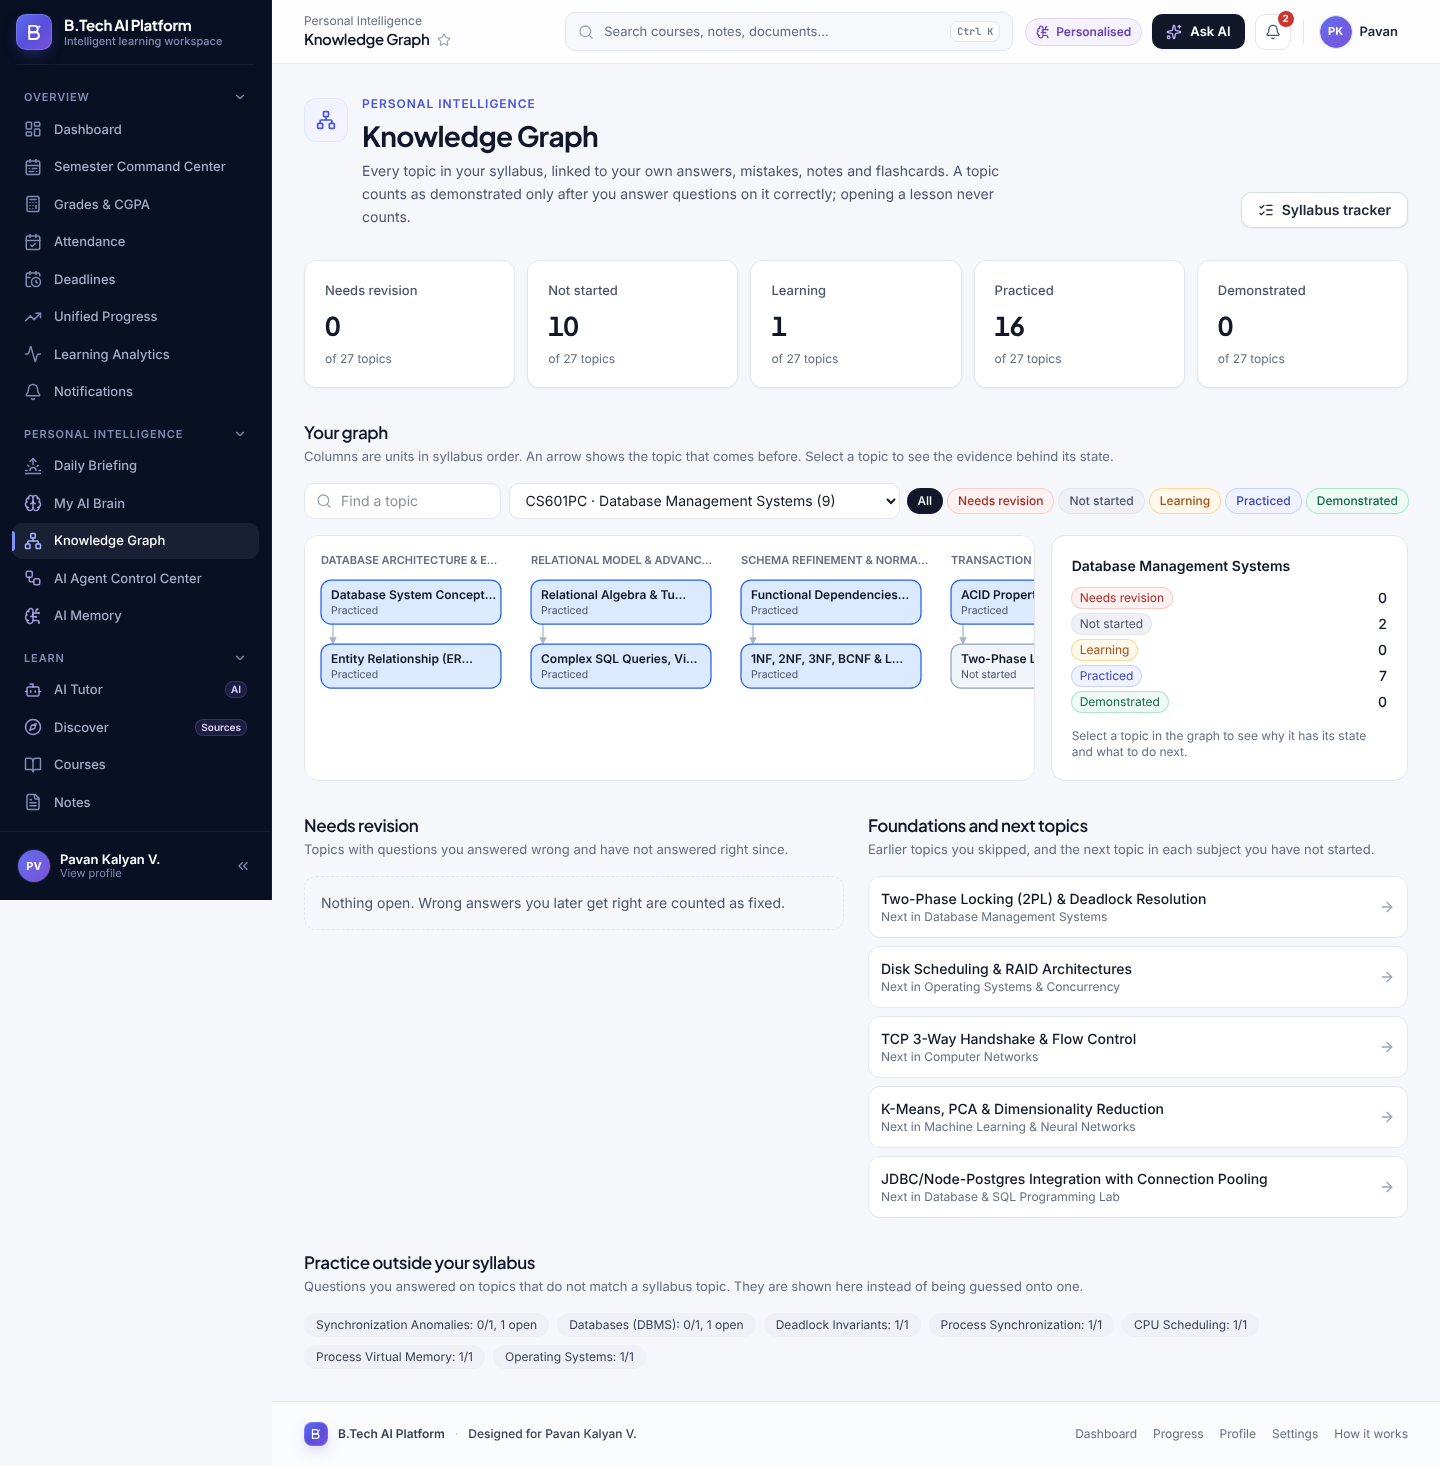 B.Tech AI Platform
Intelligent learning workspace
OVERVIEW
Dashboard
Semester Command Center
Grades & CGPA
Attendance
Deadlines
Unified Progress
Learning Analytics
Notifications
PERSONAL INTELLIGENCE
Daily Briefing
My AI Brain
Knowledge Graph
AI Agent Control Center
AI Memory
LEARN
AI Tutor AI
Discover Sources
Courses
Notes
PV Pavan Kalyan V.
View profile
Personal Intelligence
Knowledge Graph
Search courses, notes, documents... Ctrl K
Personalised
Ask AI
2
PK Pavan
PERSONAL INTELLIGENCE
Knowledge Graph
Every topic in your syllabus, linked to your own answers, mistakes, notes and flashcards. A topic
counts as demonstrated only after you answer questions on it correctly; opening a lesson never
counts.
Syllabus tracker
Needs revision
0
of 27 topics
Not started
10
of 27 topics
Learning
1
of 27 topics
Practiced
16
of 27 topics
Demonstrated
0
of 27 topics
Your graph
Columns are units in syllabus order. An arrow shows the topic that comes before. Select a topic to see the evidence behind its state.
Find a topic
CS601PC · Database Management Systems (9)
All Needs revision Not started Learning Practiced Demonstrated
DATABASE ARCHITECTURE & E...
Database System Concept...
Practiced
Entity Relationship (ER...
Practiced
RELATIONAL MODEL & ADVANC...
Relational Algebra & Tu...
Practiced
Complex SQL Queries, Vi...
Practiced
SCHEMA REFINEMENT & NORMA...
Functional Dependencies...
Practiced
1NF, 2NF, 3NF, BCNF & L...
Practiced
TRANSACTION
ACID Propert
Practiced
Two-Phase L
Not started
Database Management Systems
Needs revision 0
Not started 2
Learning 0
Practiced 7
Demonstrated 0
Select a topic in the graph to see why it has its state
and what to do next.
Needs revision
Topics with questions you answered wrong and have not answered right since.
Nothing open. Wrong answers you later get right are counted as fixed.
Foundations and next topics
Earlier topics you skipped, and the next topic in each subject you have not started.
Two-Phase Locking (2PL) & Deadlock Resolution
Next in Database Management Systems
Disk Scheduling & RAID Architectures
Next in Operating Systems & Concurrency
TCP 3-Way Handshake & Flow Control
Next in Computer Networks
K-Means, PCA & Dimensionality Reduction
Next in Machine Learning & Neural Networks
JDBC/Node-Postgres Integration with Connection Pooling
Next in Database & SQL Programming Lab
Practice outside your syllabus
Questions you answered on topics that do not match a syllabus topic. They are shown here instead of being guessed onto one.
Synchronization Anomalies: 0/1, 1 open Databases (DBMS): 0/1, 1 open Deadlock Invariants: 1/1 Process Synchronization: 1/1 CPU Scheduling: 1/1
Process Virtual Memory: 1/1 Operating Systems: 1/1
B.Tech AI Platform · Designed for Pavan Kalyan V.
Dashboard Progress Profile Settings How it works